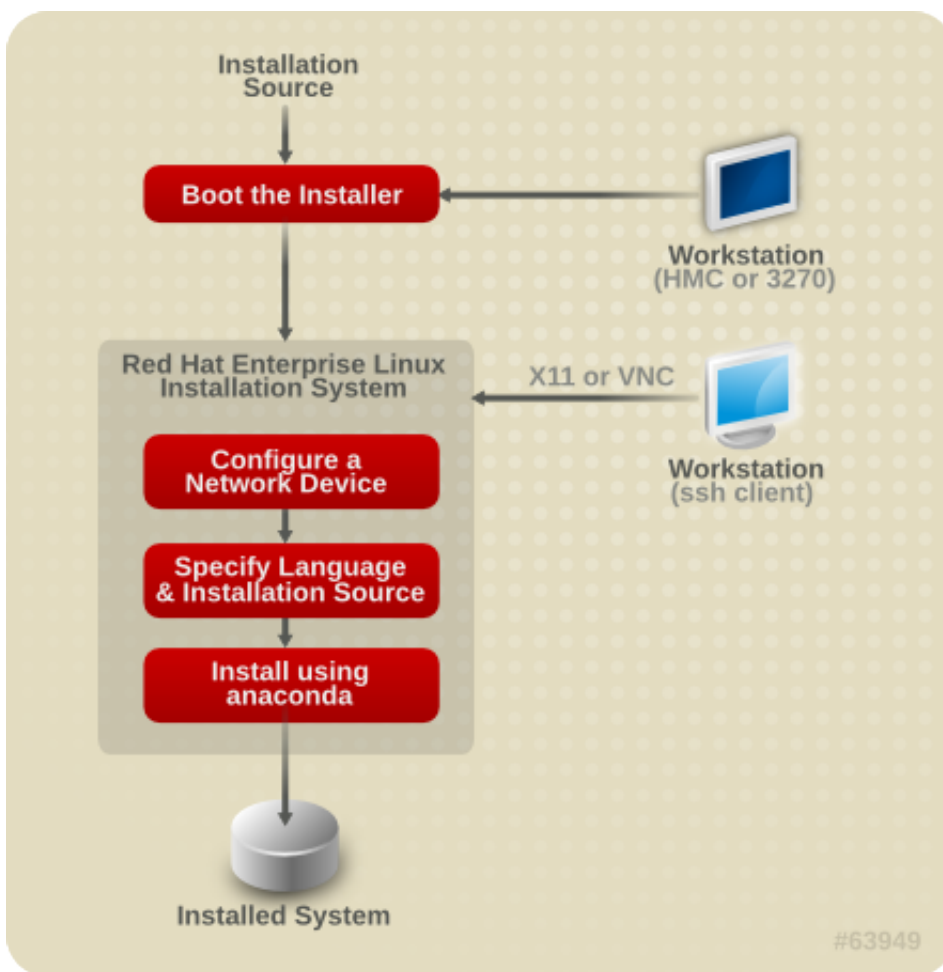 Installation
Source
Boot the Installer
Workstation
(HMC or 3270)
Red Hat Enterprise Linux
Installation System
X11 or VNC
Workstation
(ssh client)
Configure a
Network Device
Specify Language
& Installation Source
Install using
anaconda
Installed System
#63949